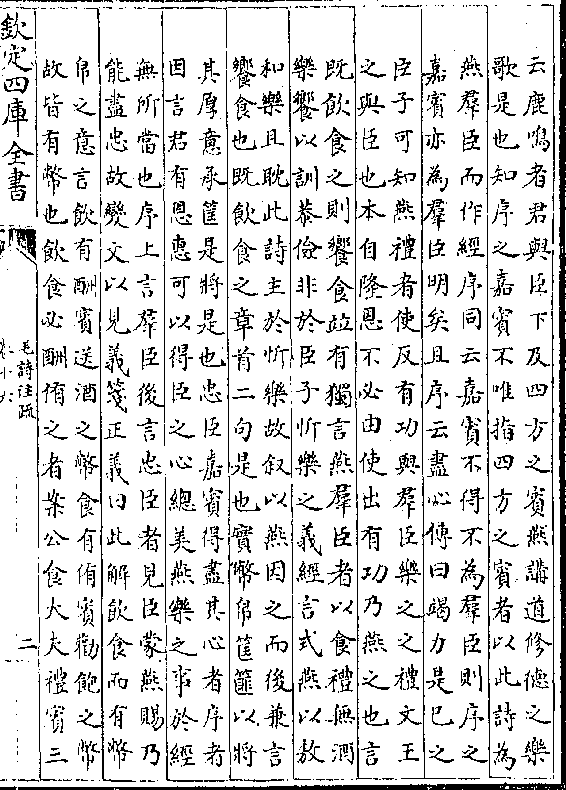 云鹿鳴者君與臣下及四方之賓燕講道修德之樂
歌是也知序之嘉賓不唯指四方之賓者以此詩為
燕羣臣而作經序同云嘉賓不得不為羣臣則序之
嘉賓亦為羣臣明矣且序云盡心傳曰竭力是已之
臣子可知燕禮者使反有功與羣臣樂之之禮文王
之與臣也本自隆恩不必由使出有功乃燕之也言
既飲食之則饗食竝有獨言燕羣臣者以食禮無酒
樂饗以訓恭儉非於臣子忻樂之義經言式燕以敖
和樂且耽此詩主於忻樂故叙以燕因之而後兼言
饗食也既飲食之章首二句是也實幣帛筐篚以將
其厚意承筐是將是也忠臣嘉賓得盡其心者序者
因言君有恩惠可以得臣之心總美燕樂之事於經
無所當也序上言羣臣後言忠臣者見臣蒙燕賜乃
能盡忠故變文以見義箋正義曰此解飲食而有幣
帛之意言飲有酬賓送酒之幣食有侑賓勸飽之幣
故皆有幣也飲食必酬侑之者案公食大夫禮賓三
欽定四庫全書
毛詩注疏
卷十六
二